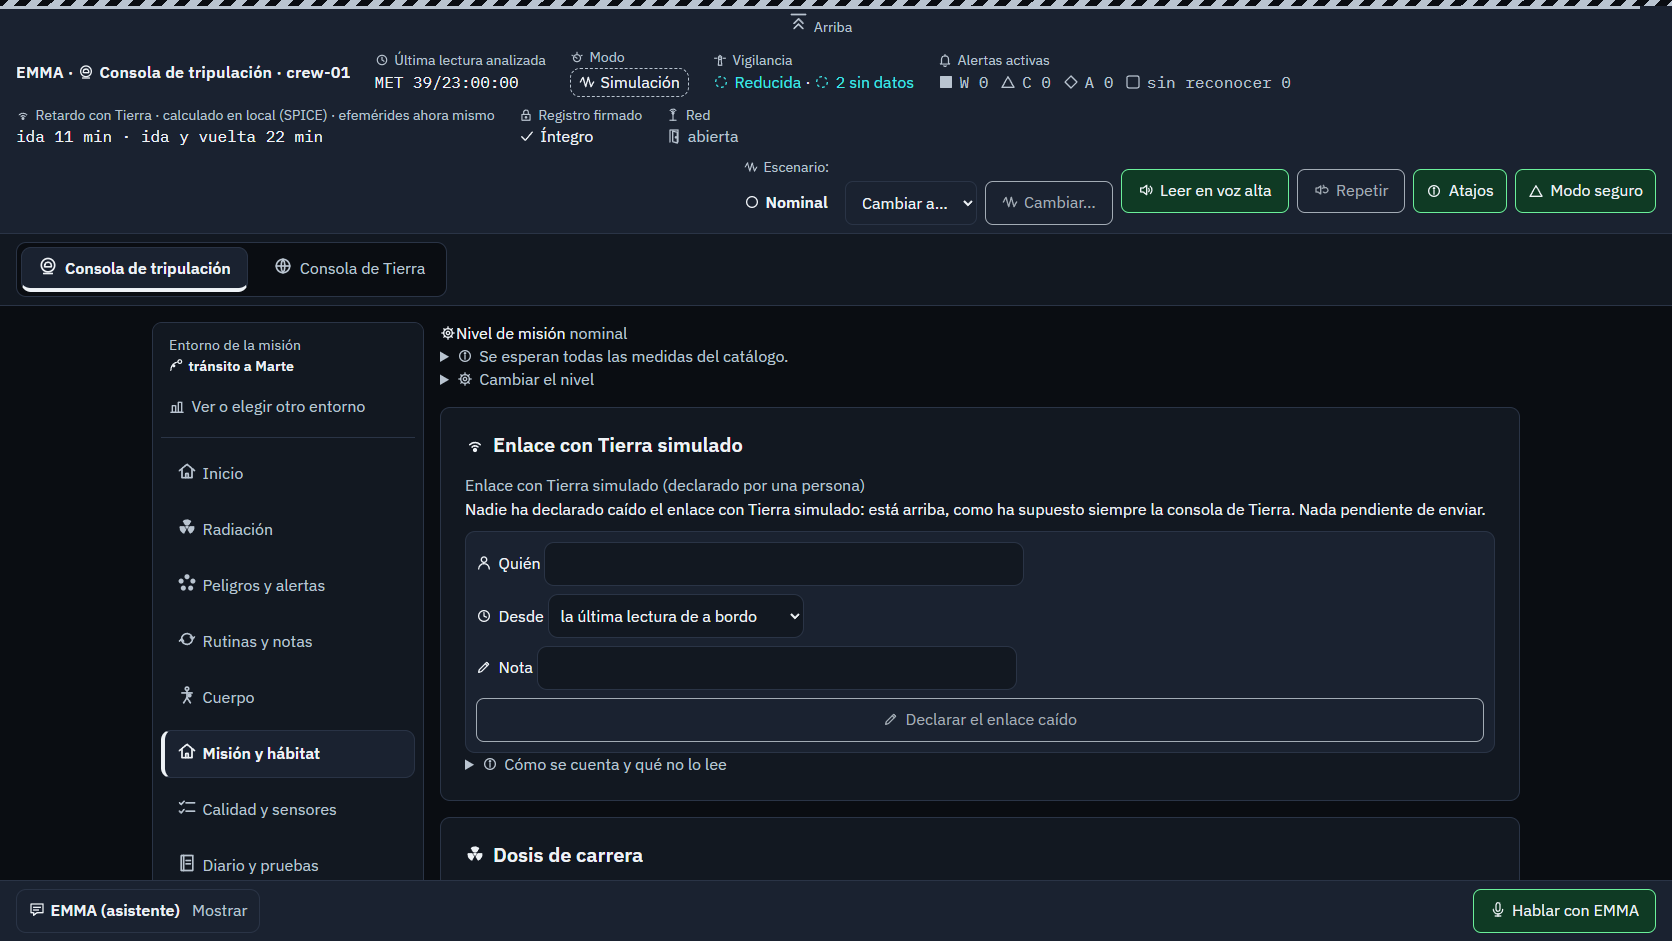 Arriba
EMMA · Consola de tripulación · crew-01
Última lectura analizada
MET 39/23:00:00
Modo
Simulación
Vigilancia
Reducida · 2 sin datos
Alertas activas
W 0 C 0 A 0 sin reconocer 0
Retardo con Tierra · calculado en local (SPICE) · efemérides ahora mismo
ida 11 min · ida y vuelta 22 min
Registro firmado
Íntegro
Red
abierta
Escenario:
Nominal
Cambiar a...
Cambiar...
Leer en voz alta
Repetir
Atajos
Modo seguro
Consola de tripulación
Consola de Tierra
Entorno de la misión
tránsito a Marte
Ver o elegir otro entorno
Inicio
Radiación
Peligros y alertas
Rutinas y notas
Cuerpo
Misión y hábitat
Calidad y sensores
Diario y pruebas
Nivel de misión nominal
Se esperan todas las medidas del catálogo.
Cambiar el nivel
Enlace con Tierra simulado
Enlace con Tierra simulado (declarado por una persona)
Nadie ha declarado caído el enlace con Tierra simulado: está arriba, como ha supuesto siempre la consola de Tierra. Nada pendiente de enviar.
Quién
Desde la última lectura de a bordo
Nota
Declarar el enlace caído
Cómo se cuenta y qué no lo lee
Dosis de carrera
EMMA (asistente) Mostrar
Hablar con EMMA